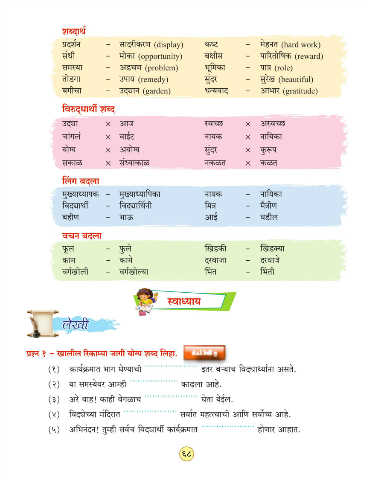 शब्दार्थ
प्रदर्शन – सादरीकरण (display) कष्ट – मेहनत (hard work)
संधी – मोका (opportunity) बक्षीस – पारितोषिक (reward)
समस्या – अडचण (problem) भूमिका – पात्र (role)
तोडगा – उपाय (remedy) सुंदर – सुरेख (beautiful)
बगीचा – उद्यान (garden) धन्यवाद – आभार (gratitude)
विरुद्धार्थी शब्द
उद्या × आज स्वच्छ × अस्वच्छ
चांगलं × वाईट नायक × नायिका
योग्य × अयोग्य सुंदर × कुरूप
सकाळ × संध्याकाळ नकळत × कळत
लिंग बदला
मुख्याध्यापक – मुख्याध्यापिका नायक – नायिका
विद्यार्थी – विद्यार्थिनी मित्र – मैत्रीण
बहीण – भाऊ आई – वडील
वचन बदला
फूल – फुले खिडकी – खिडक्या
काम – कामे दरवाजा – दरवाजे
वर्गखोली – वर्गखोल्या भिंत – भिंती
स्वाध्याय
लेखी
प्रश्न १ - खालील रिकाम्या जागी योग्य शब्द लिहा.
(१) कार्यक्रमात भाग घेण्याची .................. इतर बऱ्याच विद्यार्थ्यांना असते.
(२) या समस्येवर आम्ही .................. काढला आहे.
(३) अरे वाह! काही वेगळाच .................. घेता येईल.
(४) विद्येच्या मंदिरात .................. सर्वात महत्वाची आणि सर्वोच्च आहे.
(५) अभिनंदन! तुम्ही सर्वच विद्यार्थी कार्यक्रमात .................. होणार आहात.
६८